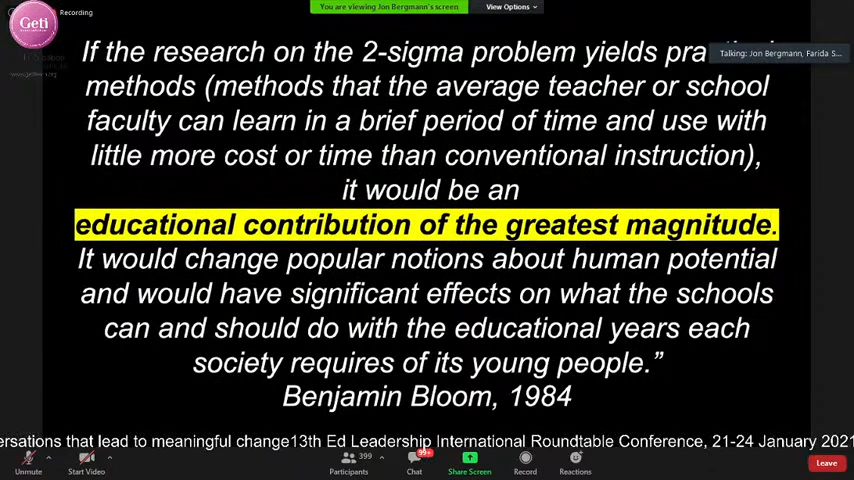 Geti
Recording
You are viewing Jon Bergmann's screen
View Options
Talking: Jon Bergmann, Farida S...
If the research on the 2-sigma problem yields
methods (methods that the average teacher or school
faculty can learn in a brief period of time and use with
little more cost or time than conventional instruction),
it would be an
educational contribution of the greatest magnitude.
It would change popular notions about human potential
and would have significant effects on what the schools
can and should do with the educational years each
society requires of its young people.”
Benjamin Bloom, 1984
ersations that lead to meaningful change13th Ed Leadership International Roundtable Conference, 21-24 January 2021
399
99+
Unmute
Start Video
Participants
Chat
Share Screen
Record
Reactions
Leave